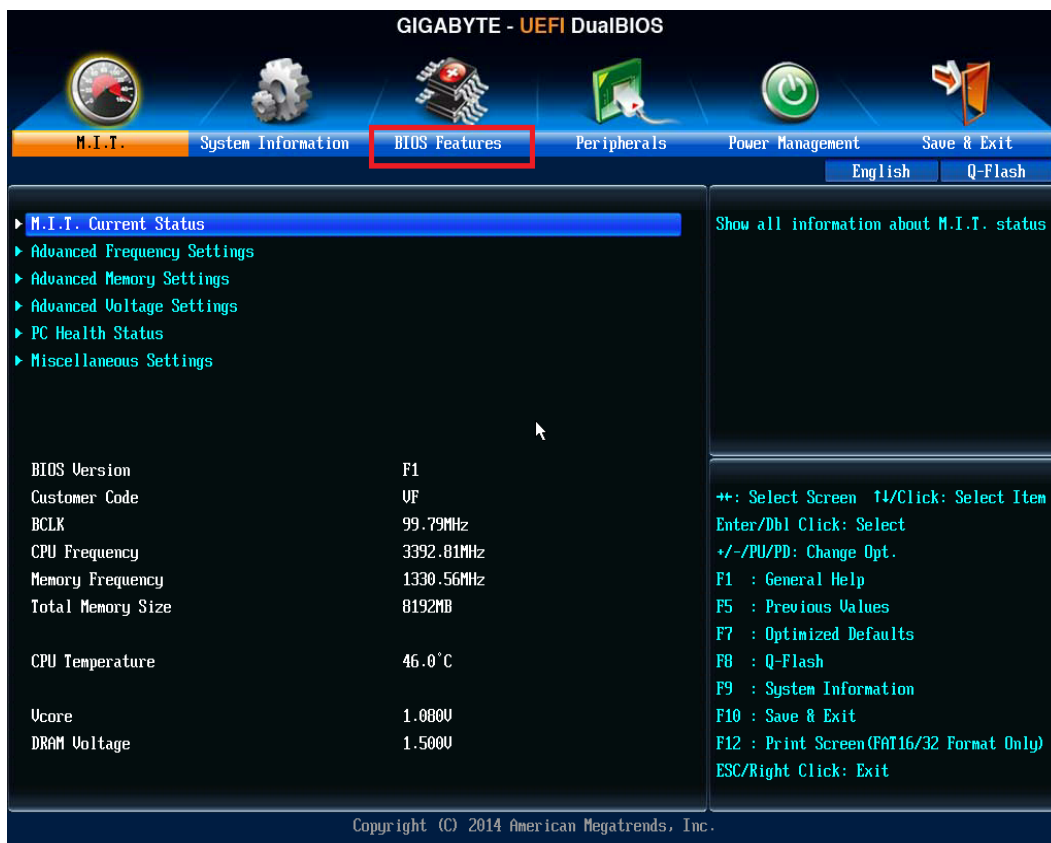 GIGABYTE - UEFI DualBIOS
M.I.T. System Information BIOS Features Peripherals Power Management Save & Exit
English Q-Flash
M.I.T. Current Status
Advanced Frequency Settings
Advanced Memory Settings
Advanced Voltage Settings
PC Health Status
Miscellaneous Settings
Show all information about M.I.T. status
BIOS Version F1
Customer Code VF
BCLK 99.79MHz
CPU Frequency 3392.81MHz
Memory Frequency 1330.56MHz
Total Memory Size 8192MB
CPU Temperature 46.0°C
Vcore 1.080V
DRAM Voltage 1.500V
→←: Select Screen ↑↓/Click: Select Item
Enter/Dbl Click: Select
+/-/PU/PD: Change Opt.
F1 : General Help
F5 : Previous Values
F7 : Optimized Defaults
F8 : Q-Flash
F9 : System Information
F10 : Save & Exit
F12 : Print Screen(FAT16/32 Format Only)
ESC/Right Click: Exit
Copyright (C) 2014 American Megatrends, Inc.